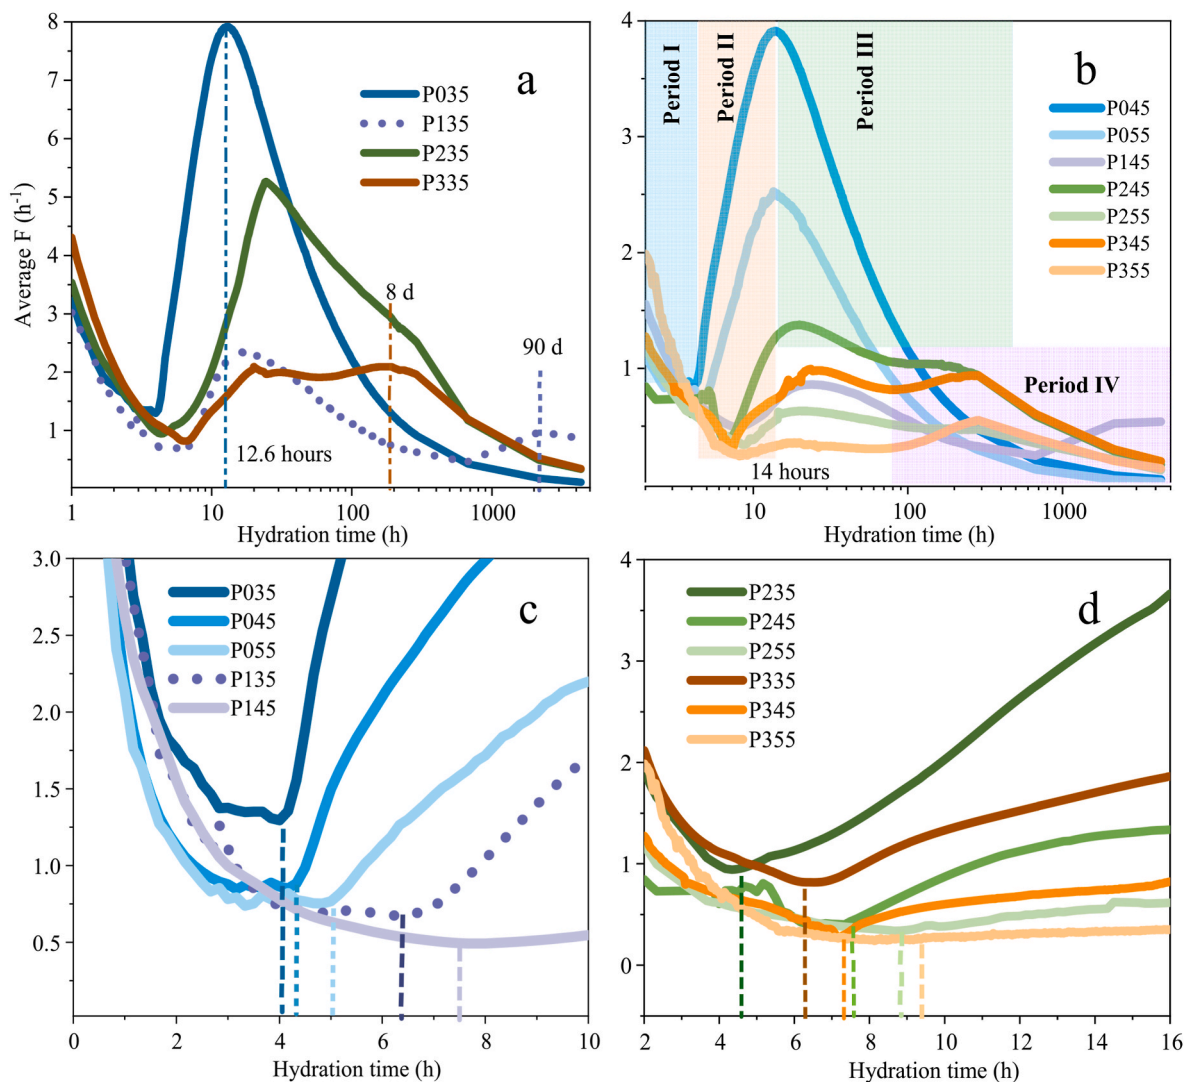 a
Average F (h⁻¹)
8
7
6
5
4
3
2
1
P035
P135
P235
P335
8 d
90 d
12.6 hours
1
10
100
1000
Hydration time (h)
b
4
3
2
1
Period I
Period II
Period III
Period IV
P045
P055
P145
P245
P255
P345
P355
14 hours
10
100
1000
Hydration time (h)
c
3.0
2.5
2.0
1.5
1.0
0.5
P035
P045
P055
P135
P145
0
2
4
6
8
10
Hydration time (h)
d
4
3
2
1
0
P235
P245
P255
P335
P345
P355
2
4
6
8
10
12
14
16
Hydration time (h)